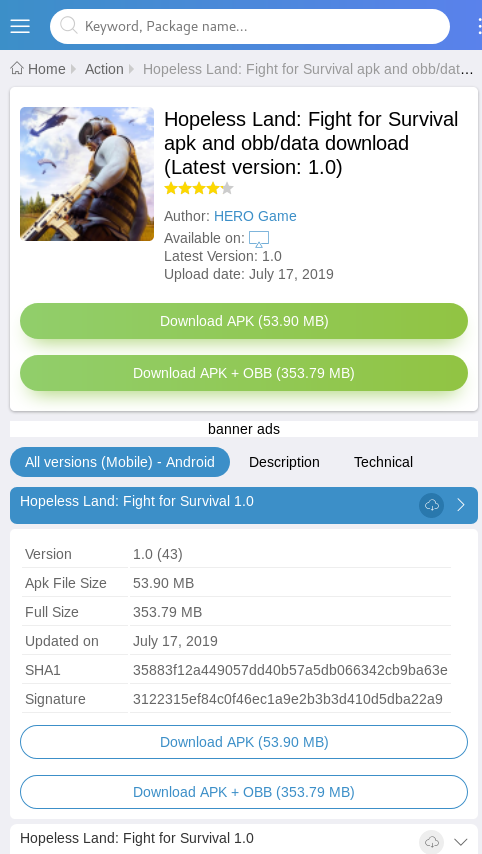 Keyword, Package name...
Home Action Hopeless Land: Fight for Survival apk and obb/dat...
Hopeless Land: Fight for Survival
apk and obb/data download
(Latest version: 1.0)
Author: HERO Game
Available on:
Latest Version: 1.0
Upload date: July 17, 2019
Download APK (53.90 MB)
Download APK + OBB (353.79 MB)
banner ads
All versions (Mobile) - Android Description Technical
Hopeless Land: Fight for Survival 1.0
Version 1.0 (43)
Apk File Size 53.90 MB
Full Size 353.79 MB
Updated on July 17, 2019
SHA1 35883f12a449057dd40b57a5db066342cb9ba63e
Signature 3122315ef84c0f46ec1a9e2b3b3d410d5dba22a9
Download APK (53.90 MB)
Download APK + OBB (353.79 MB)
Hopeless Land: Fight for Survival 1.0